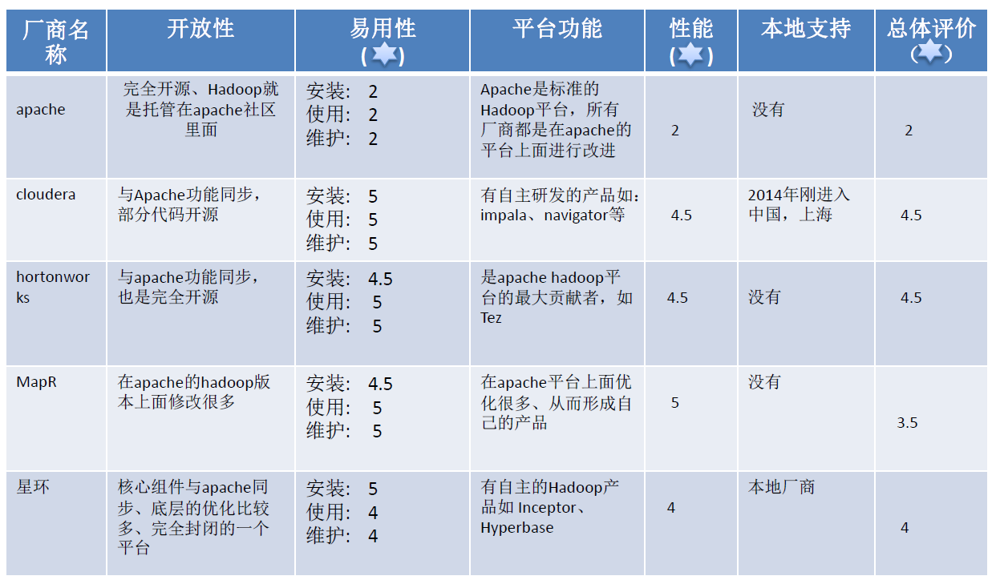 厂商名
称
开放性
易用性
( )
平台功能
性能
( )
本地支持
总体评价
（ ）
apache
完全开源、Hadoop就
是托管在apache社区
里面
安装: 2
使用: 2
维护: 2
Apache是标准的
Hadoop平台，所有
厂商都是在apache的
平台上面进行改进
2
没有
2
cloudera
与Apache功能同步，
部分代码开源
安装: 5
使用: 5
维护: 5
有自主研发的产品如：
impala、navigator等
4.5
2014年刚进入
中国，上海
4.5
hortonwor
ks
与apache功能同步，
也是完全开源
安装: 4.5
使用: 5
维护: 5
是apache hadoop平
台的最大贡献者，如
Tez
4.5
没有
4.5
MapR
在apache的hadoop版
本上面修改很多
安装: 4.5
使用: 5
维护: 5
在apache平台上面优
化很多、从而形成自
己的产品
5
没有
3.5
星环
核心组件与apache同
步、底层的优化比较
多、完全封闭的一个
平台
安装: 5
使用: 4
维护: 4
有自主的Hadoop产
品如 Inceptor、
Hyperbase
4
本地厂商
4